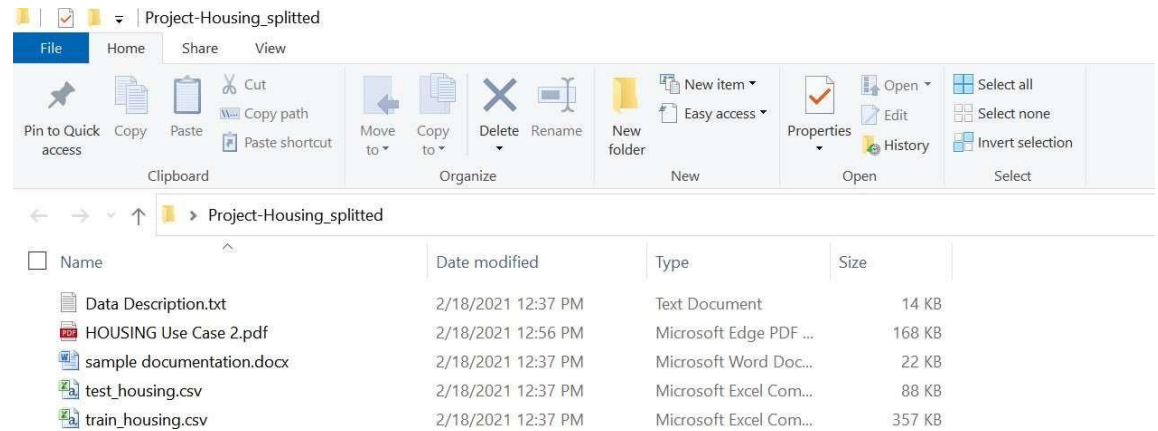 Project-Housing_splitted
File Home Share View
Pin to Quick access
Copy
Paste
Cut
Copy path
Paste shortcut
Clipboard
Move to
Copy to
Delete
Rename
Organize
New folder
New item
Easy access
New
Properties
Open
Edit
History
Open
Select all
Select none
Invert selection
Select
Project-Housing_splitted
Name Date modified Type Size
Data Description.txt 2/18/2021 12:37 PM Text Document 14 KB
HOUSING Use Case 2.pdf 2/18/2021 12:56 PM Microsoft Edge PDF ... 168 KB
sample documentation.docx 2/18/2021 12:37 PM Microsoft Word Doc... 22 KB
test_housing.csv 2/18/2021 12:37 PM Microsoft Excel Com... 88 KB
train_housing.csv 2/18/2021 12:37 PM Microsoft Excel Com... 357 KB